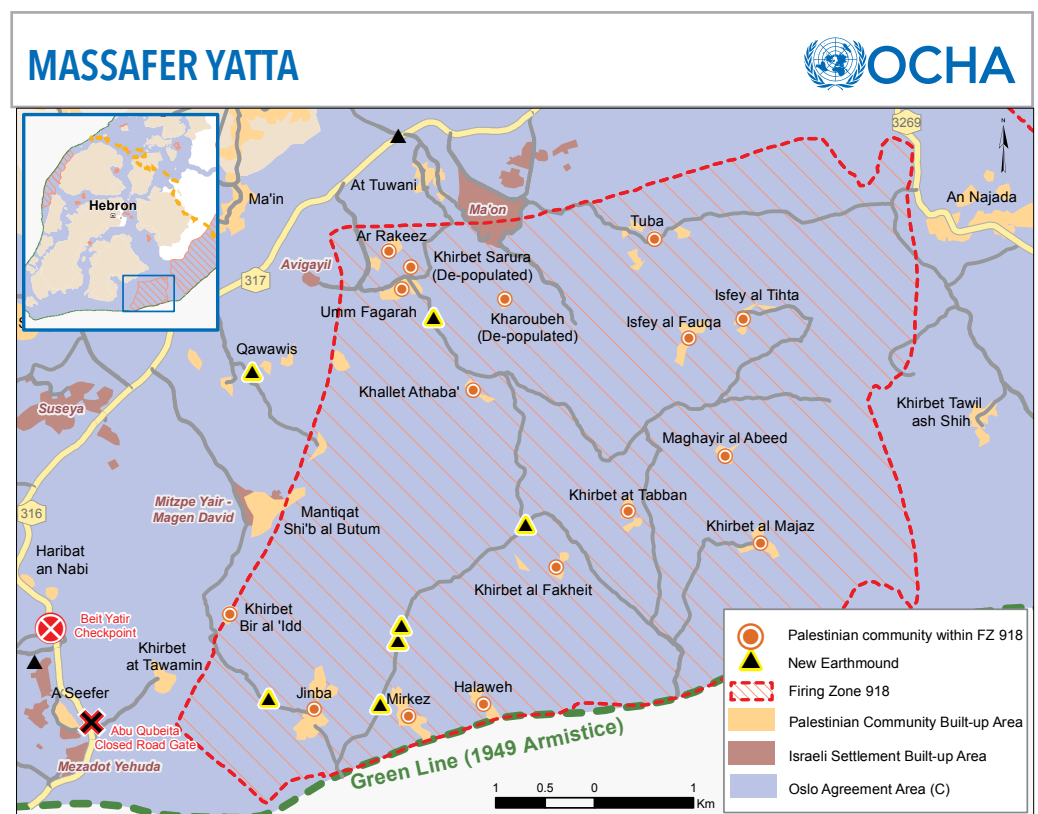 MASSAFER YATTA
OCHA
3269
N
Hebron
Ma'in
At Tuwani
Ma'on
An Najada
Tuba
Ar Rakeez
Khirbet Sarura
(De-populated)
Avigayil
317
Isfey al Tihta
Umm Fagarah
Kharoubeh
(De-populated)
Isfey al Fauqa
Qawawis
Khallet Athaba'
Khirbet Tawil
ash Shih
Suseya
Maghayir al Abeed
Mitzpe Yair -
Magen David
Mantiqat
Shi'b al Butum
Khirbet at Tabban
316
Khirbet al Majaz
Haribat
an Nabi
Khirbet al Fakheit
Beit Yatir
Checkpoint
Khirbet
Bir al 'Idd
Khirbet
at Tawamin
A Seefer
Jinba
Mirkez
Halaweh
Abu Qubeita
Closed Road Gate
Mezadot Yehuda
Green Line (1949 Armistice)
1 0.5 0 1
Km
Palestinian community within FZ 918
New Earthmound
Firing Zone 918
Palestinian Community Built-up Area
Israeli Settlement Built-up Area
Oslo Agreement Area (C)